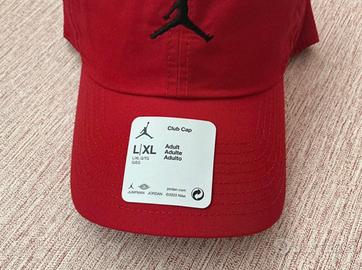 Club Cap
L|XL
Adult
Adulte
Adulto
L/XL G/TG
G/EG
JUMPMAN JORDAN
jordan.com
©2023 Nike